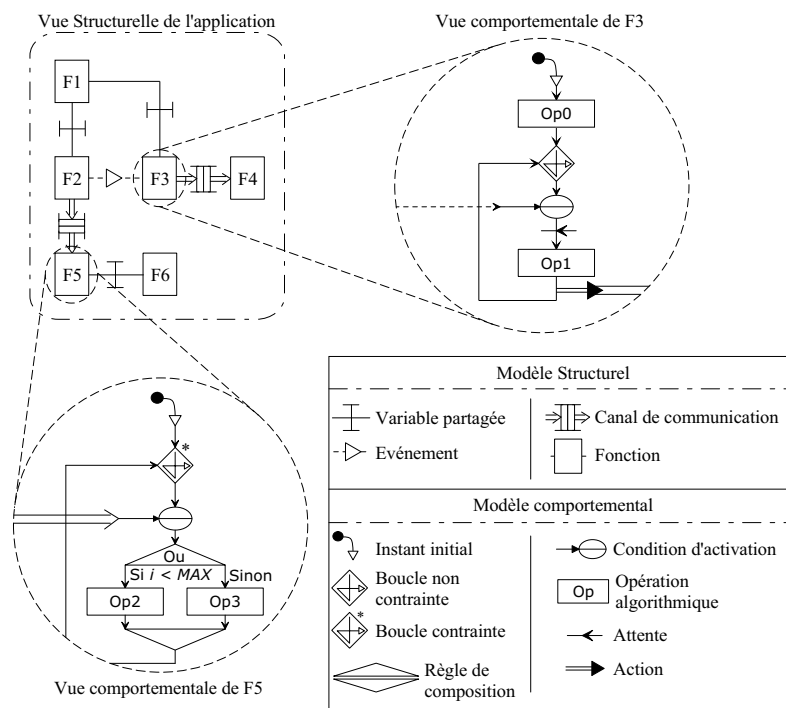 Vue Structurelle de l'application
Vue comportementale de F3
F1
F2
F3
F4
F5
F6
Op0
Op1
*
Ou
Si i < MAX
Sinon
Op2
Op3
Vue comportementale de F5
Modèle Structurel
Variable partagée
Canal de communication
Evénement
Fonction
Modèle comportemental
Instant initial
Condition d'activation
Boucle non
contrainte
Op
Opération
algorithmique
*
Boucle contrainte
Attente
Règle de
composition
Action